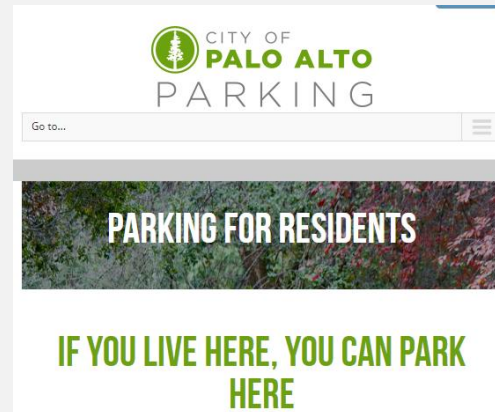 CITY OF
PALO ALTO
PARKING
Go to...
PARKING FOR RESIDENTS
IF YOU LIVE HERE, YOU CAN PARK
HERE